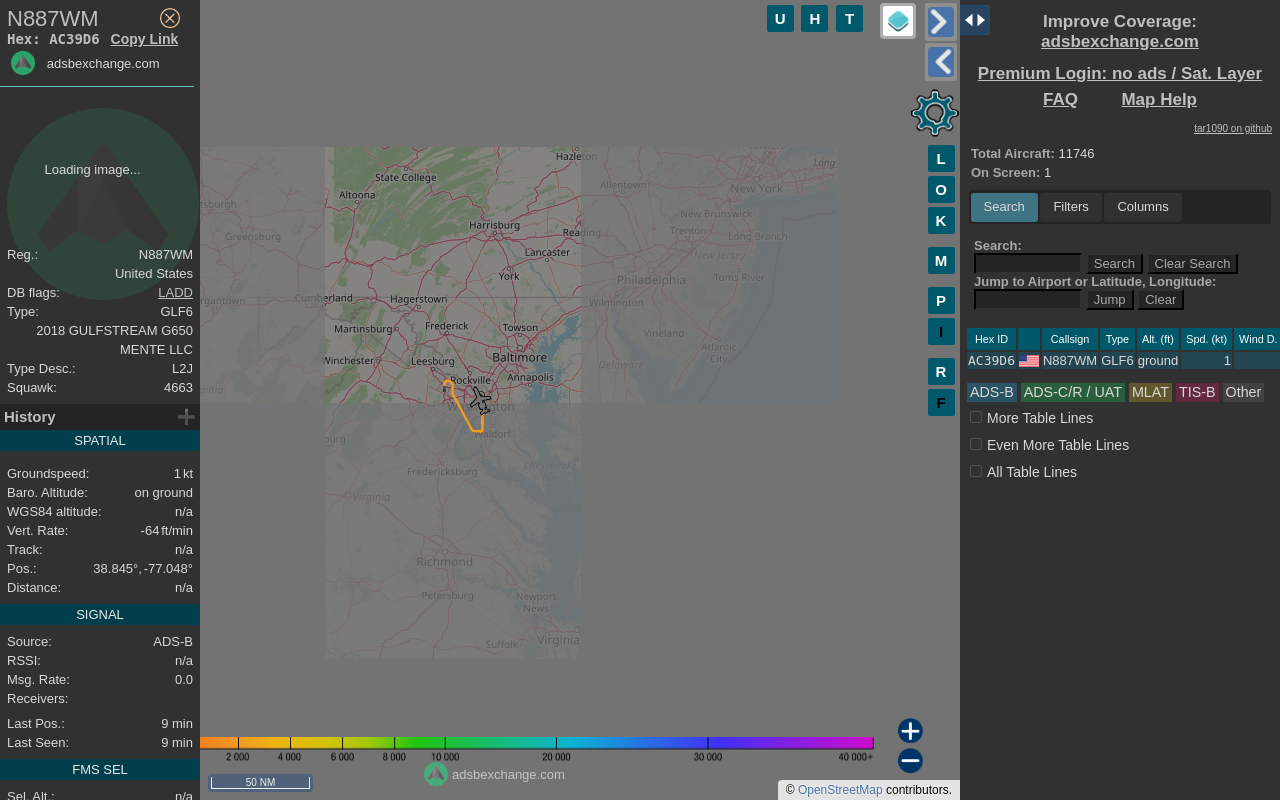 N887WM
Hex: AC39D6 Copy Link
adsbexchange.com
Loading image...
Reg.: N887WM
United States
DB flags: LADD
Type: GLF6
2018 GULFSTREAM G650
MENTE LLC
Type Desc.: L2J
Squawk: 4663
History
SPATIAL
Groundspeed: 1 kt
Baro. Altitude: on ground
WGS84 altitude: n/a
Vert. Rate: -64 ft/min
Track: n/a
Pos.: 38.845°, -77.048°
Distance: n/a
SIGNAL
Source: ADS-B
RSSI: n/a
Msg. Rate: 0.0
Receivers:
Last Pos.: 9 min
Last Seen: 9 min
FMS SEL
Sel. Alt.: n/a
U H T
L
O
K
M
P
I
R
F
Hazleton
State College
Altoona
Allentown
New York
Long
Greensburg
Harrisburg
Reading
New Brunswick
Trenton
Long Branch
Lancaster
New Jersey
York
Philadelphia
Toms River
Cumberland
Hagerstown
Wilmington
Martinsburg
Frederick
Towson
Vineland
Winchester
Leesburg
Baltimore
Atlantic City
Rockville
Annapolis
Delaware
Washington
Waldorf
Fredericksburg
Chesapeake
Virginia
Richmond
Petersburg
Newport News
Suffolk
Virginia
2 000 4 000 6 000 8 000 10 000 20 000 30 000 40 000+
adsbexchange.com
50 NM
© OpenStreetMap contributors.
Improve Coverage:
adsbexchange.com
Premium Login: no ads / Sat. Layer
FAQ Map Help
tar1090 on github
Total Aircraft: 11746
On Screen: 1
Search Filters Columns
Search:
Search Clear Search
Jump to Airport or Latitude, Longitude:
Jump Clear
Hex ID Callsign Type Alt. (ft) Spd. (kt) Wind D.
AC39D6 N887WM GLF6 ground 1
ADS-B ADS-C/R / UAT MLAT TIS-B Other
More Table Lines
Even More Table Lines
All Table Lines